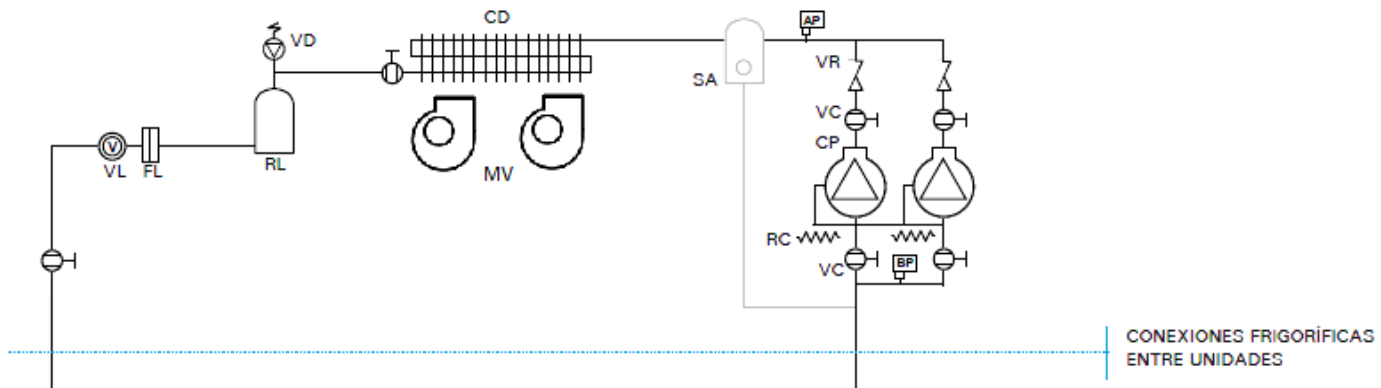 CD
AP
VD
VR
SA
VC
CP
V
VL
FL
RL
MV
RC
VC
BP
CONEXIONES FRIGORÍFICAS
ENTRE UNIDADES